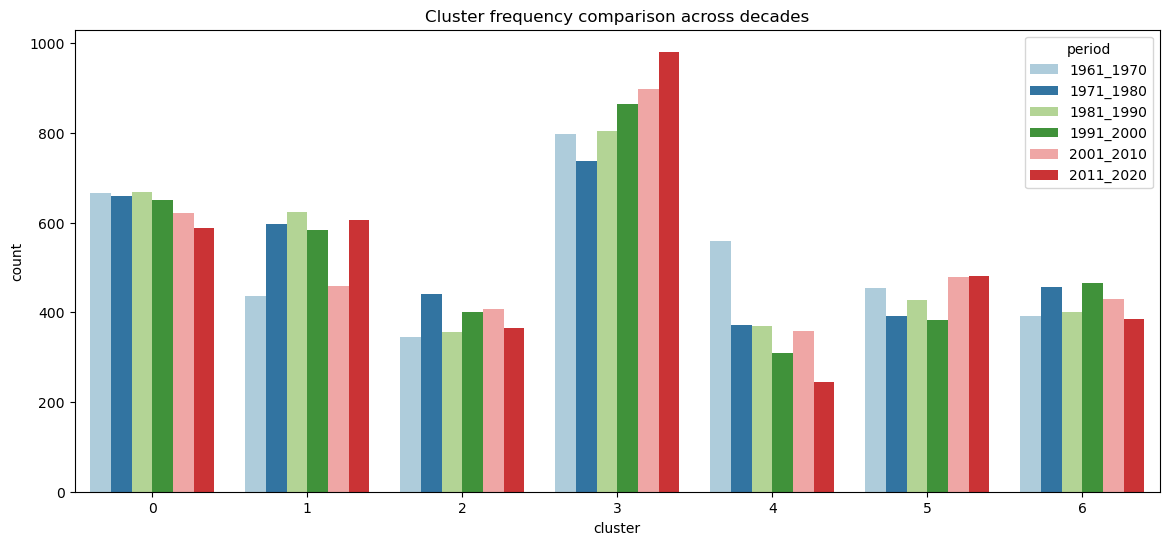 Cluster frequency comparison across decades
period
1961_1970
1971_1980
1981_1990
1991_2000
2001_2010
2011_2020
count
1000
800
600
400
200
0
0 1 2 3 4 5 6
cluster